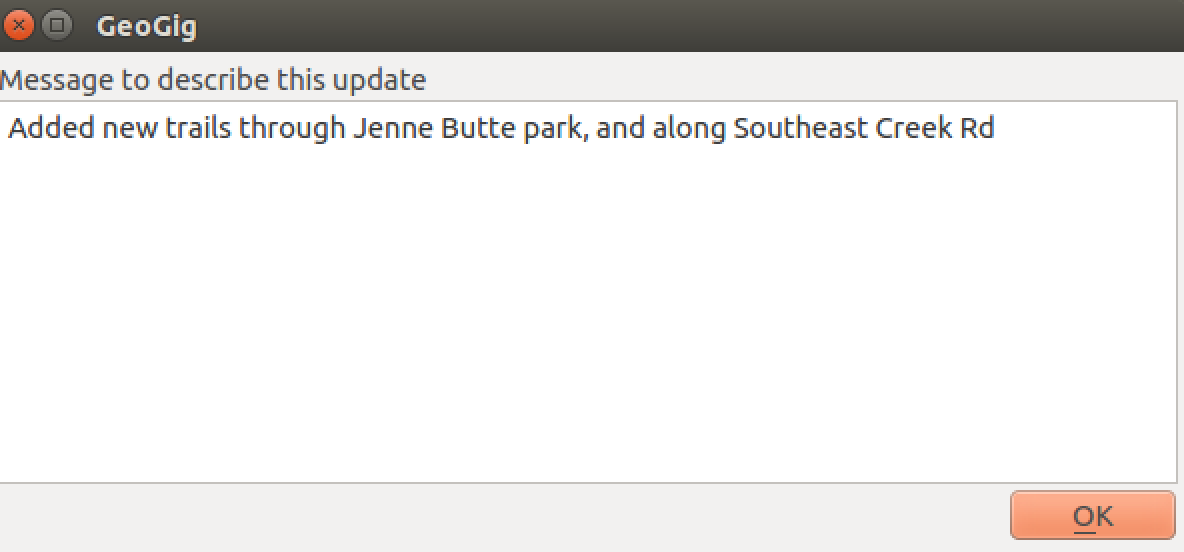 GeoGig
Message to describe this update
Added new trails through Jenne Butte park, and along Southeast Creek Rd
OK